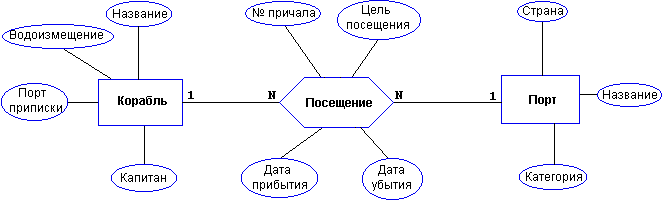 Название
Водоизмещение
Порт
приписки
Корабль
Капитан
1
N
№ причала
Цель
посещения
Посещение
Дата
прибытия
Дата
убытия
N
1
Страна
Порт
Название
Категория